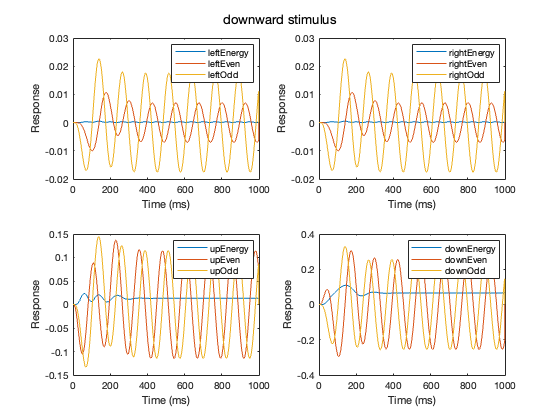 downward stimulus
0.03
0.02
0.01
0
-0.01
-0.02
Response
leftEnergy
leftEven
leftOdd
0 200 400 600 800 1000
Time (ms)
0.03
0.02
0.01
0
-0.01
-0.02
Response
rightEnergy
rightEven
rightOdd
0 200 400 600 800 1000
Time (ms)
0.15
0.1
0.05
0
-0.05
-0.1
-0.15
Response
upEnergy
upEven
upOdd
0 200 400 600 800 1000
Time (ms)
0.4
0.2
0
-0.2
-0.4
Response
downEnergy
downEven
downOdd
0 200 400 600 800 1000
Time (ms)